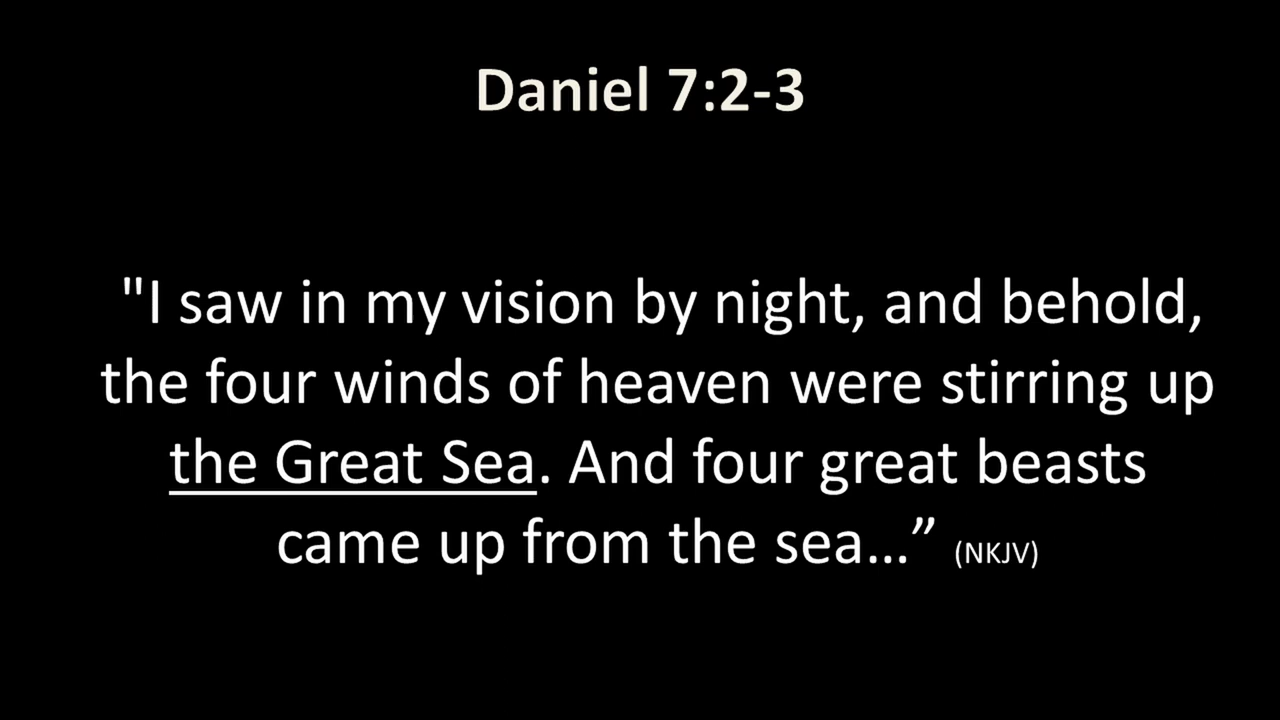 Daniel 7:2-3
"I saw in my vision by night, and behold,
the four winds of heaven were stirring up
the Great Sea. And four great beasts
came up from the sea…” (NKJV)